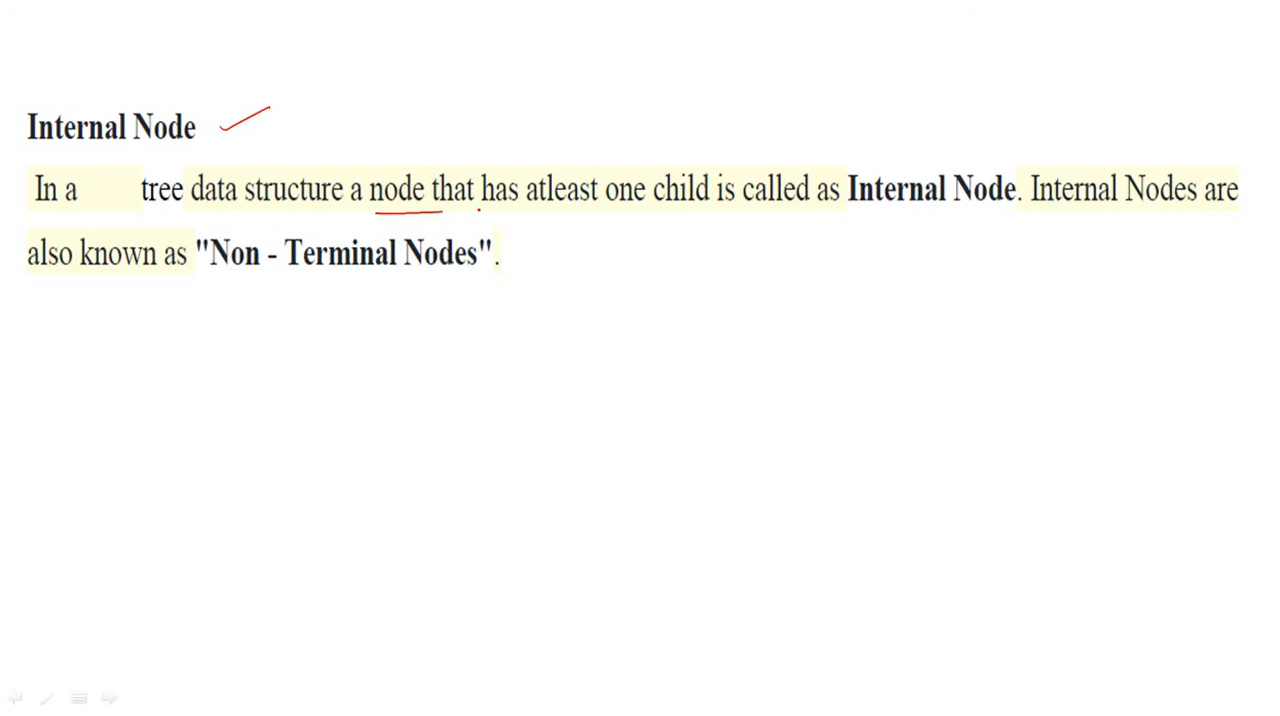 Internal Node
In a tree data structure a node that has atleast one child is called as Internal Node. Internal Nodes are
also known as "Non - Terminal Nodes".